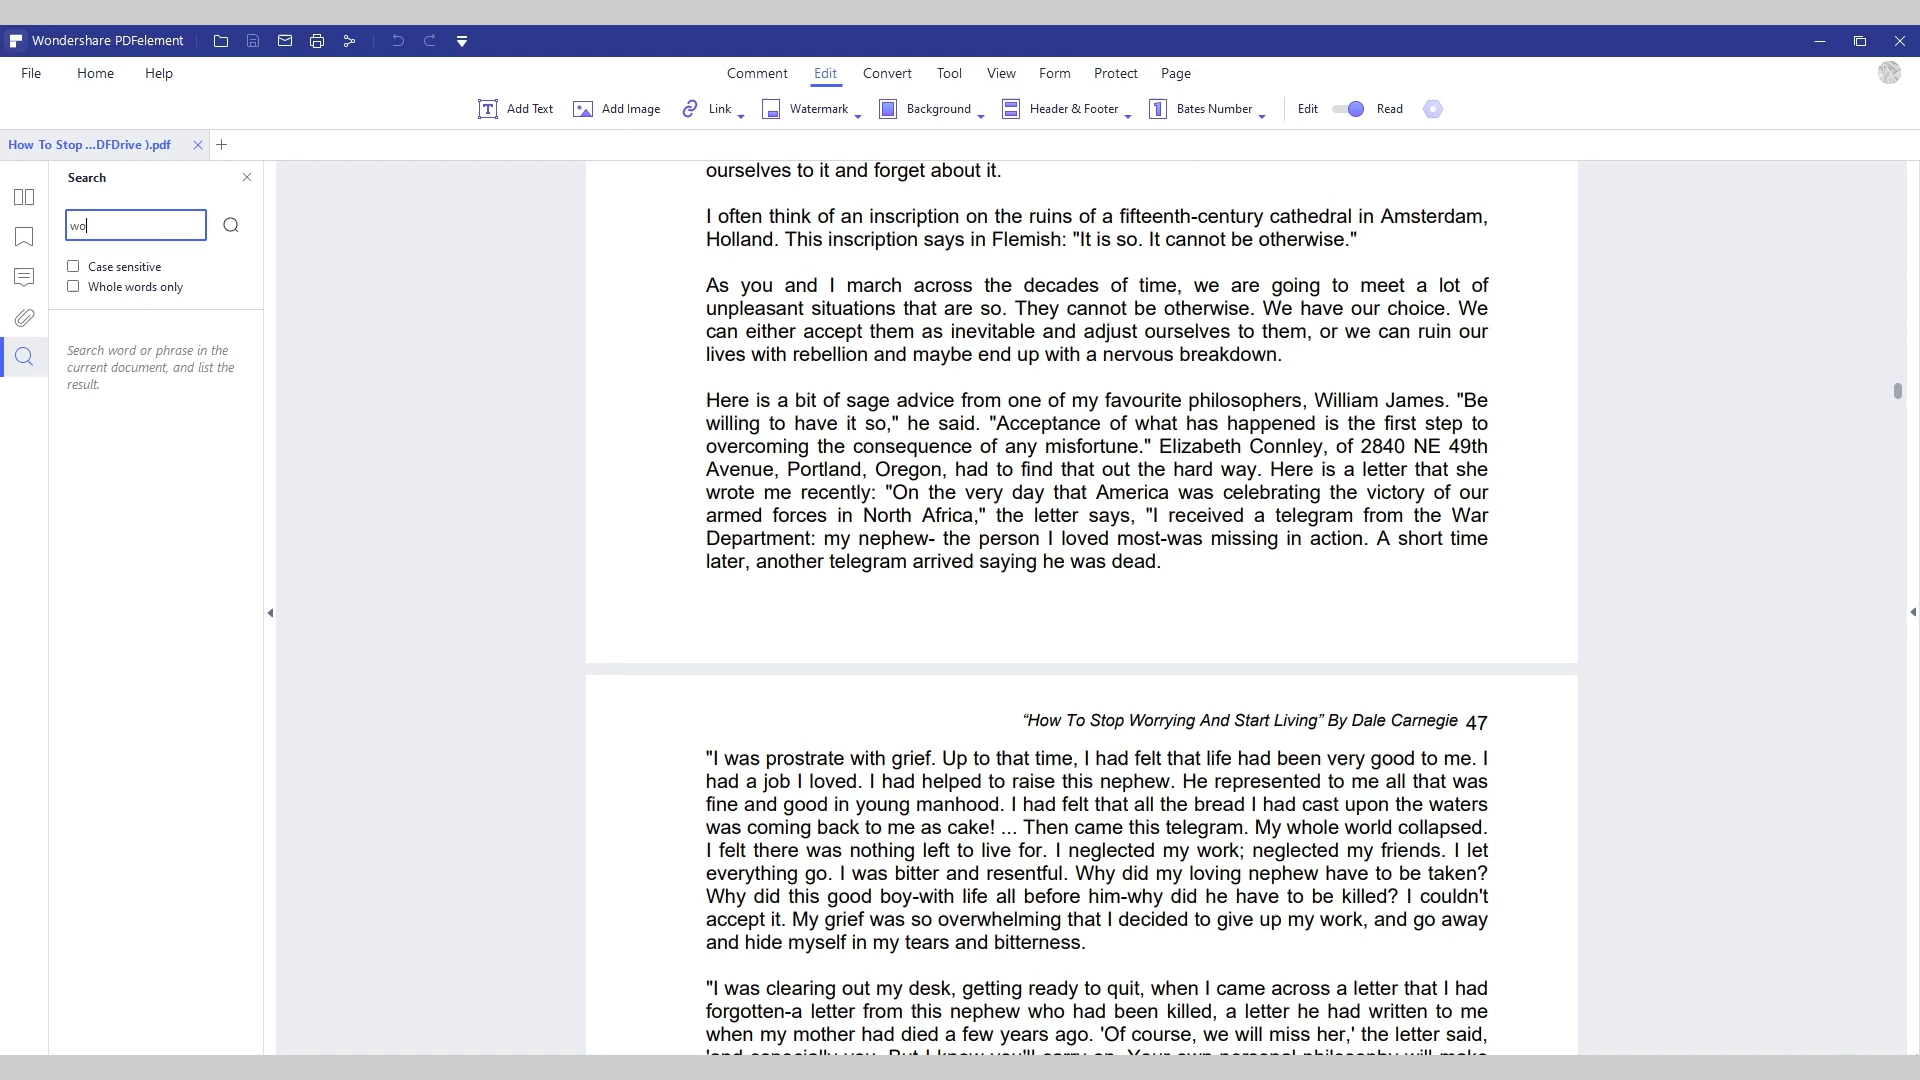 Wondershare PDFelement
File Home Help Comment Edit Convert Tool View Form Protect Page
Add Text Add Image Link Watermark Background Header & Footer Bates Number Edit Read
How To Stop ...DFDrive ).pdf
Search
wo
Case sensitive
Whole words only
Search word or phrase in the
current document, and list the
result.
ourselves to it and forget about it.
I often think of an inscription on the ruins of a fifteenth-century cathedral in Amsterdam,
Holland. This inscription says in Flemish: "It is so. It cannot be otherwise."
As you and I march across the decades of time, we are going to meet a lot of
unpleasant situations that are so. They cannot be otherwise. We have our choice. We
can either accept them as inevitable and adjust ourselves to them, or we can ruin our
lives with rebellion and maybe end up with a nervous breakdown.
Here is a bit of sage advice from one of my favourite philosophers, William James. "Be
willing to have it so," he said. "Acceptance of what has happened is the first step to
overcoming the consequence of any misfortune." Elizabeth Connley, of 2840 NE 49th
Avenue, Portland, Oregon, had to find that out the hard way. Here is a letter that she
wrote me recently: "On the very day that America was celebrating the victory of our
armed forces in North Africa," the letter says, "I received a telegram from the War
Department: my nephew- the person I loved most-was missing in action. A short time
later, another telegram arrived saying he was dead.
“How To Stop Worrying And Start Living” By Dale Carnegie 47
"I was prostrate with grief. Up to that time, I had felt that life had been very good to me. I
had a job I loved. I had helped to raise this nephew. He represented to me all that was
fine and good in young manhood. I had felt that all the bread I had cast upon the waters
was coming back to me as cake! ... Then came this telegram. My whole world collapsed.
I felt there was nothing left to live for. I neglected my work; neglected my friends. I let
everything go. I was bitter and resentful. Why did my loving nephew have to be taken?
Why did this good boy-with life all before him-why did he have to be killed? I couldn't
accept it. My grief was so overwhelming that I decided to give up my work, and go away
and hide myself in my tears and bitterness.
"I was clearing out my desk, getting ready to quit, when I came across a letter that I had
forgotten-a letter from this nephew who had been killed, a letter he had written to me
when my mother had died a few years ago. 'Of course, we will miss her,' the letter said,
'and especially you. But I know you'll carry on. Your own personal philosophy will make